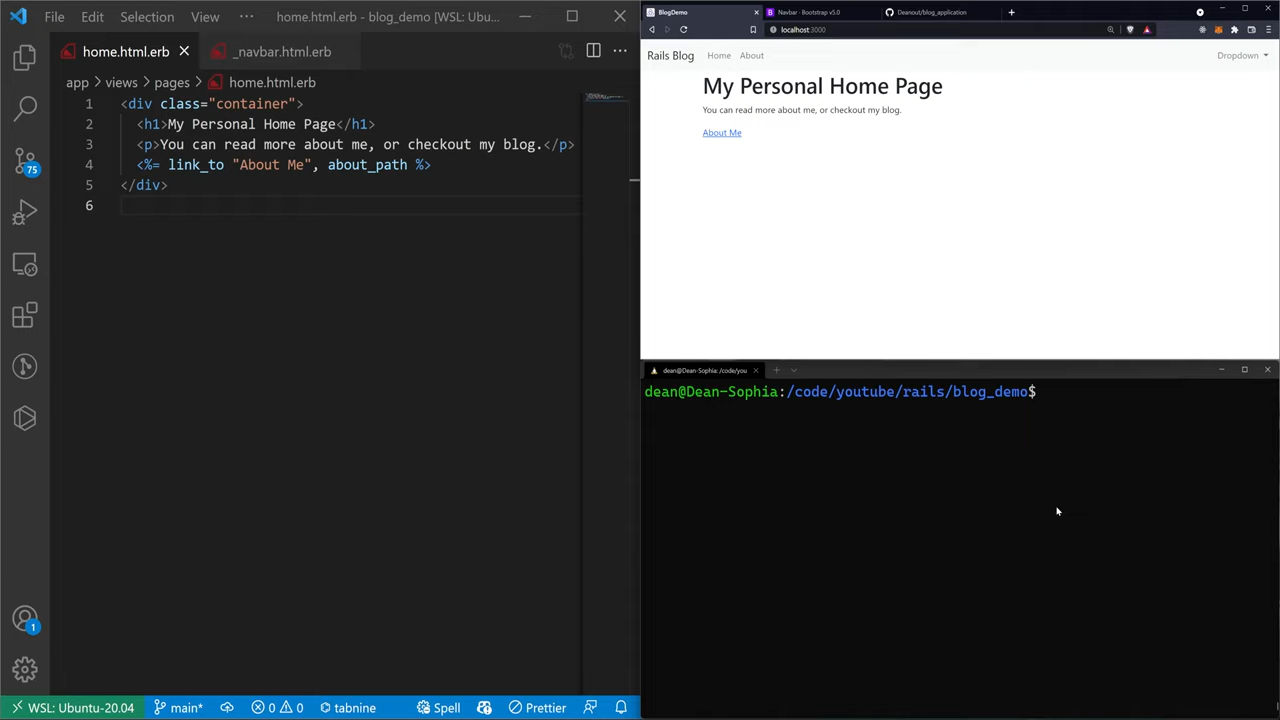 File Edit Selection View ··· home.html.erb - blog_demo [WSL: Ubu...
home.html.erb
_navbar.html.erb
app > views > pages > home.html.erb
1 <div class="container">
2 <h1>My Personal Home Page</h1>
3 <p>You can read more about me, or checkout my blog.</p>
4 <%= link_to "About Me", about_path %>
5 </div>
6
75
1
WSL: Ubuntu-20.04 main* 0 0 tabnine Spell Prettier
BlogDemo
Navbar · Bootstrap v5.0
Deanout/blog_application
localhost:3000
Rails Blog Home About Dropdown
My Personal Home Page
You can read more about me, or checkout my blog.
About Me
dean@Dean-Sophia: /code/you
dean@Dean-Sophia:/code/youtube/rails/blog_demo$